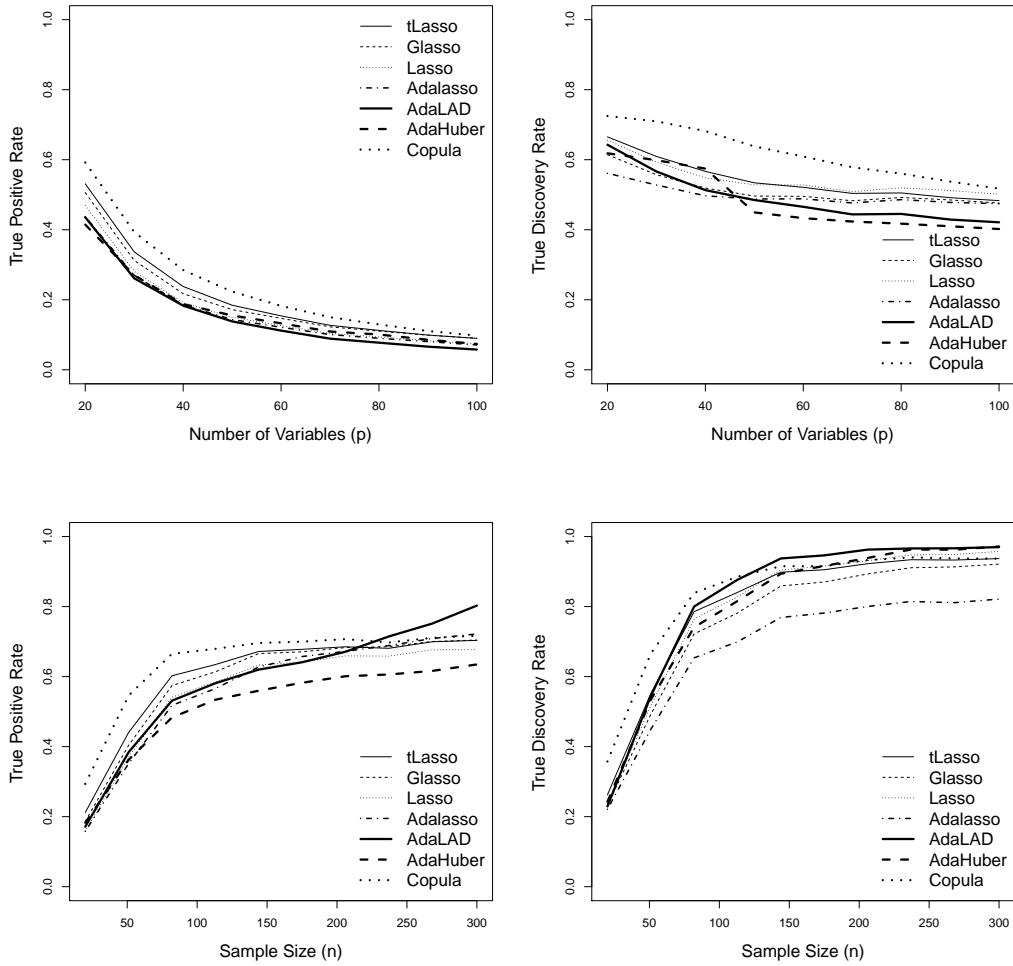 True Positive Rate
0.0
0.2
0.4
0.6
0.8
1.0
tLasso
Glasso
Lasso
Adalasso
AdaLAD
AdaHuber
Copula
20
40
60
80
100
Number of Variables (p)
True Discovery Rate
0.0
0.2
0.4
0.6
0.8
1.0
tLasso
Glasso
Lasso
Adalasso
AdaLAD
AdaHuber
Copula
20
40
60
80
100
Number of Variables (p)
True Positive Rate
0.0
0.2
0.4
0.6
0.8
1.0
tLasso
Glasso
Lasso
Adalasso
AdaLAD
AdaHuber
Copula
50
100
150
200
250
300
Sample Size (n)
True Discovery Rate
0.0
0.2
0.4
0.6
0.8
1.0
tLasso
Glasso
Lasso
Adalasso
AdaLAD
AdaHuber
Copula
50
100
150
200
250
300
Sample Size (n)